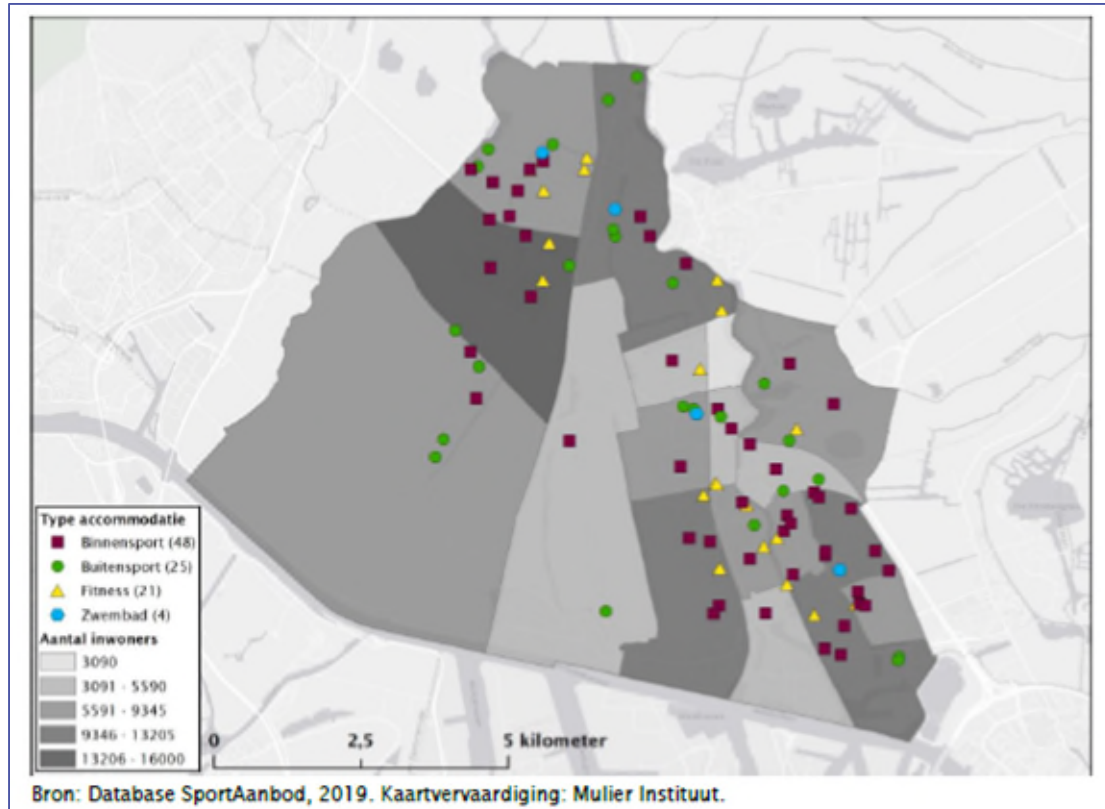 Type accommodatie
Binnensport (48)
Buitensport (25)
Fitness (21)
Zwembad (4)
Aantal inwoners
3090
3091 - 5590
5591 - 9345
9346 - 13205
13206 - 16000
0 2,5 5 kilometer
Bron: Database SportAanbod, 2019. Kaartvervaardiging: Mulier Instituut.